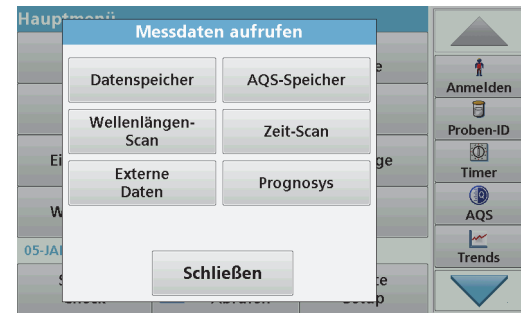 Hauptmenü
Messdaten aufrufen
Datenspeicher
AQS-Speicher
Wellenlängen-
Scan
Zeit-Scan
Externe
Daten
Prognosys
Schließen
05-JA
Anmelden
Proben-ID
Timer
AQS
Trends